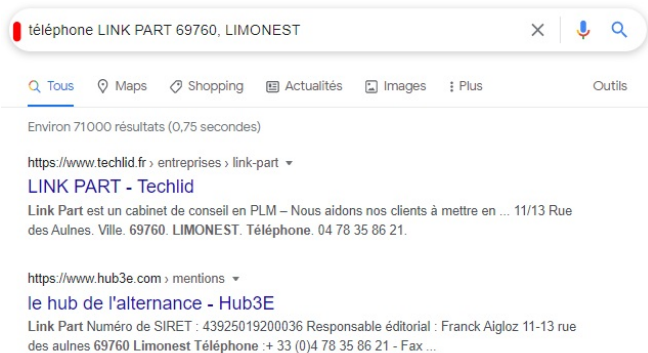 téléphone LINK PART 69760, LIMONEST
Tous Maps Shopping Actualités Images Plus Outils
Environ 71 000 résultats (0,75 secondes)
https://www.techlid.fr › entreprises › link-part
LINK PART - Techlid
Link Part est un cabinet de conseil en PLM – Nous aidons nos clients à mettre en ... 11/13 Rue
des Aulnes. Ville. 69760. LIMONEST. Téléphone. 04 78 35 86 21.
https://www.hub3e.com › mentions
le hub de l'alternance - Hub3E
Link Part Numéro de SIRET : 43925019200036 Responsable éditorial : Franck Aigloz 11-13 rue
des aulnes 69760 Limonest Téléphone :+ 33 (0)4 78 35 86 21 - Fax ...